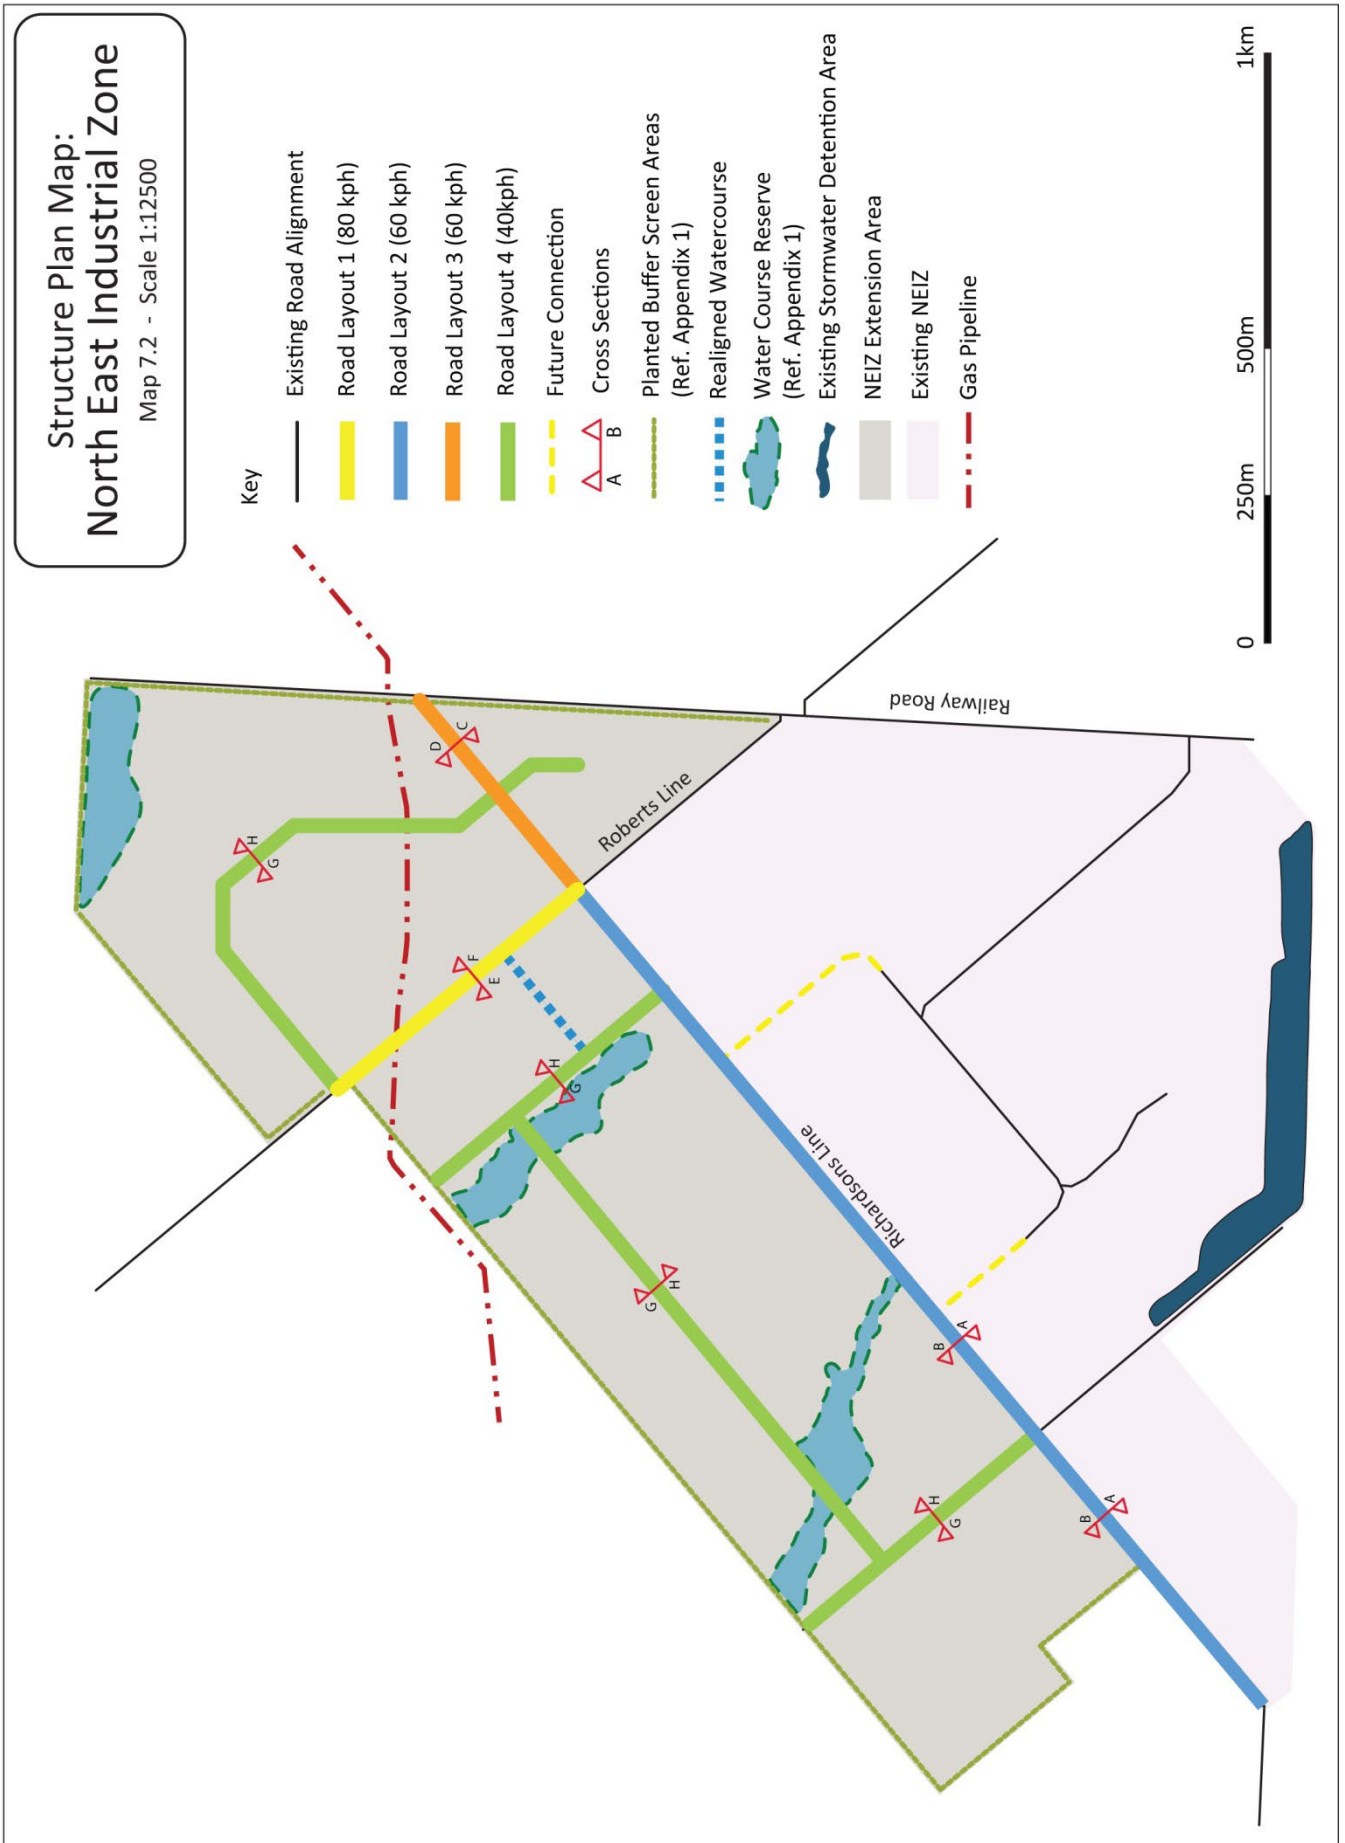 Structure Plan Map:
North East Industrial Zone
Map 7.2 - Scale 1:12500
Key
Existing Road Alignment
Road Layout 1 (80 kph)
Road Layout 2 (60 kph)
Road Layout 3 (60 kph)
Road Layout 4 (40kph)
Future Connection
Cross Sections
A B
Planted Buffer Screen Areas
(Ref. Appendix 1)
Realigned Watercourse
Water Course Reserve
(Ref. Appendix 1)
Existing Stormwater Detention Area
NEIZ Extension Area
Existing NEIZ
Gas Pipeline
0 250m 500m 1km
Railway Road
Roberts Line
Richardsons Line
D C
G H
E F
G H
G H
B A
G H
B A